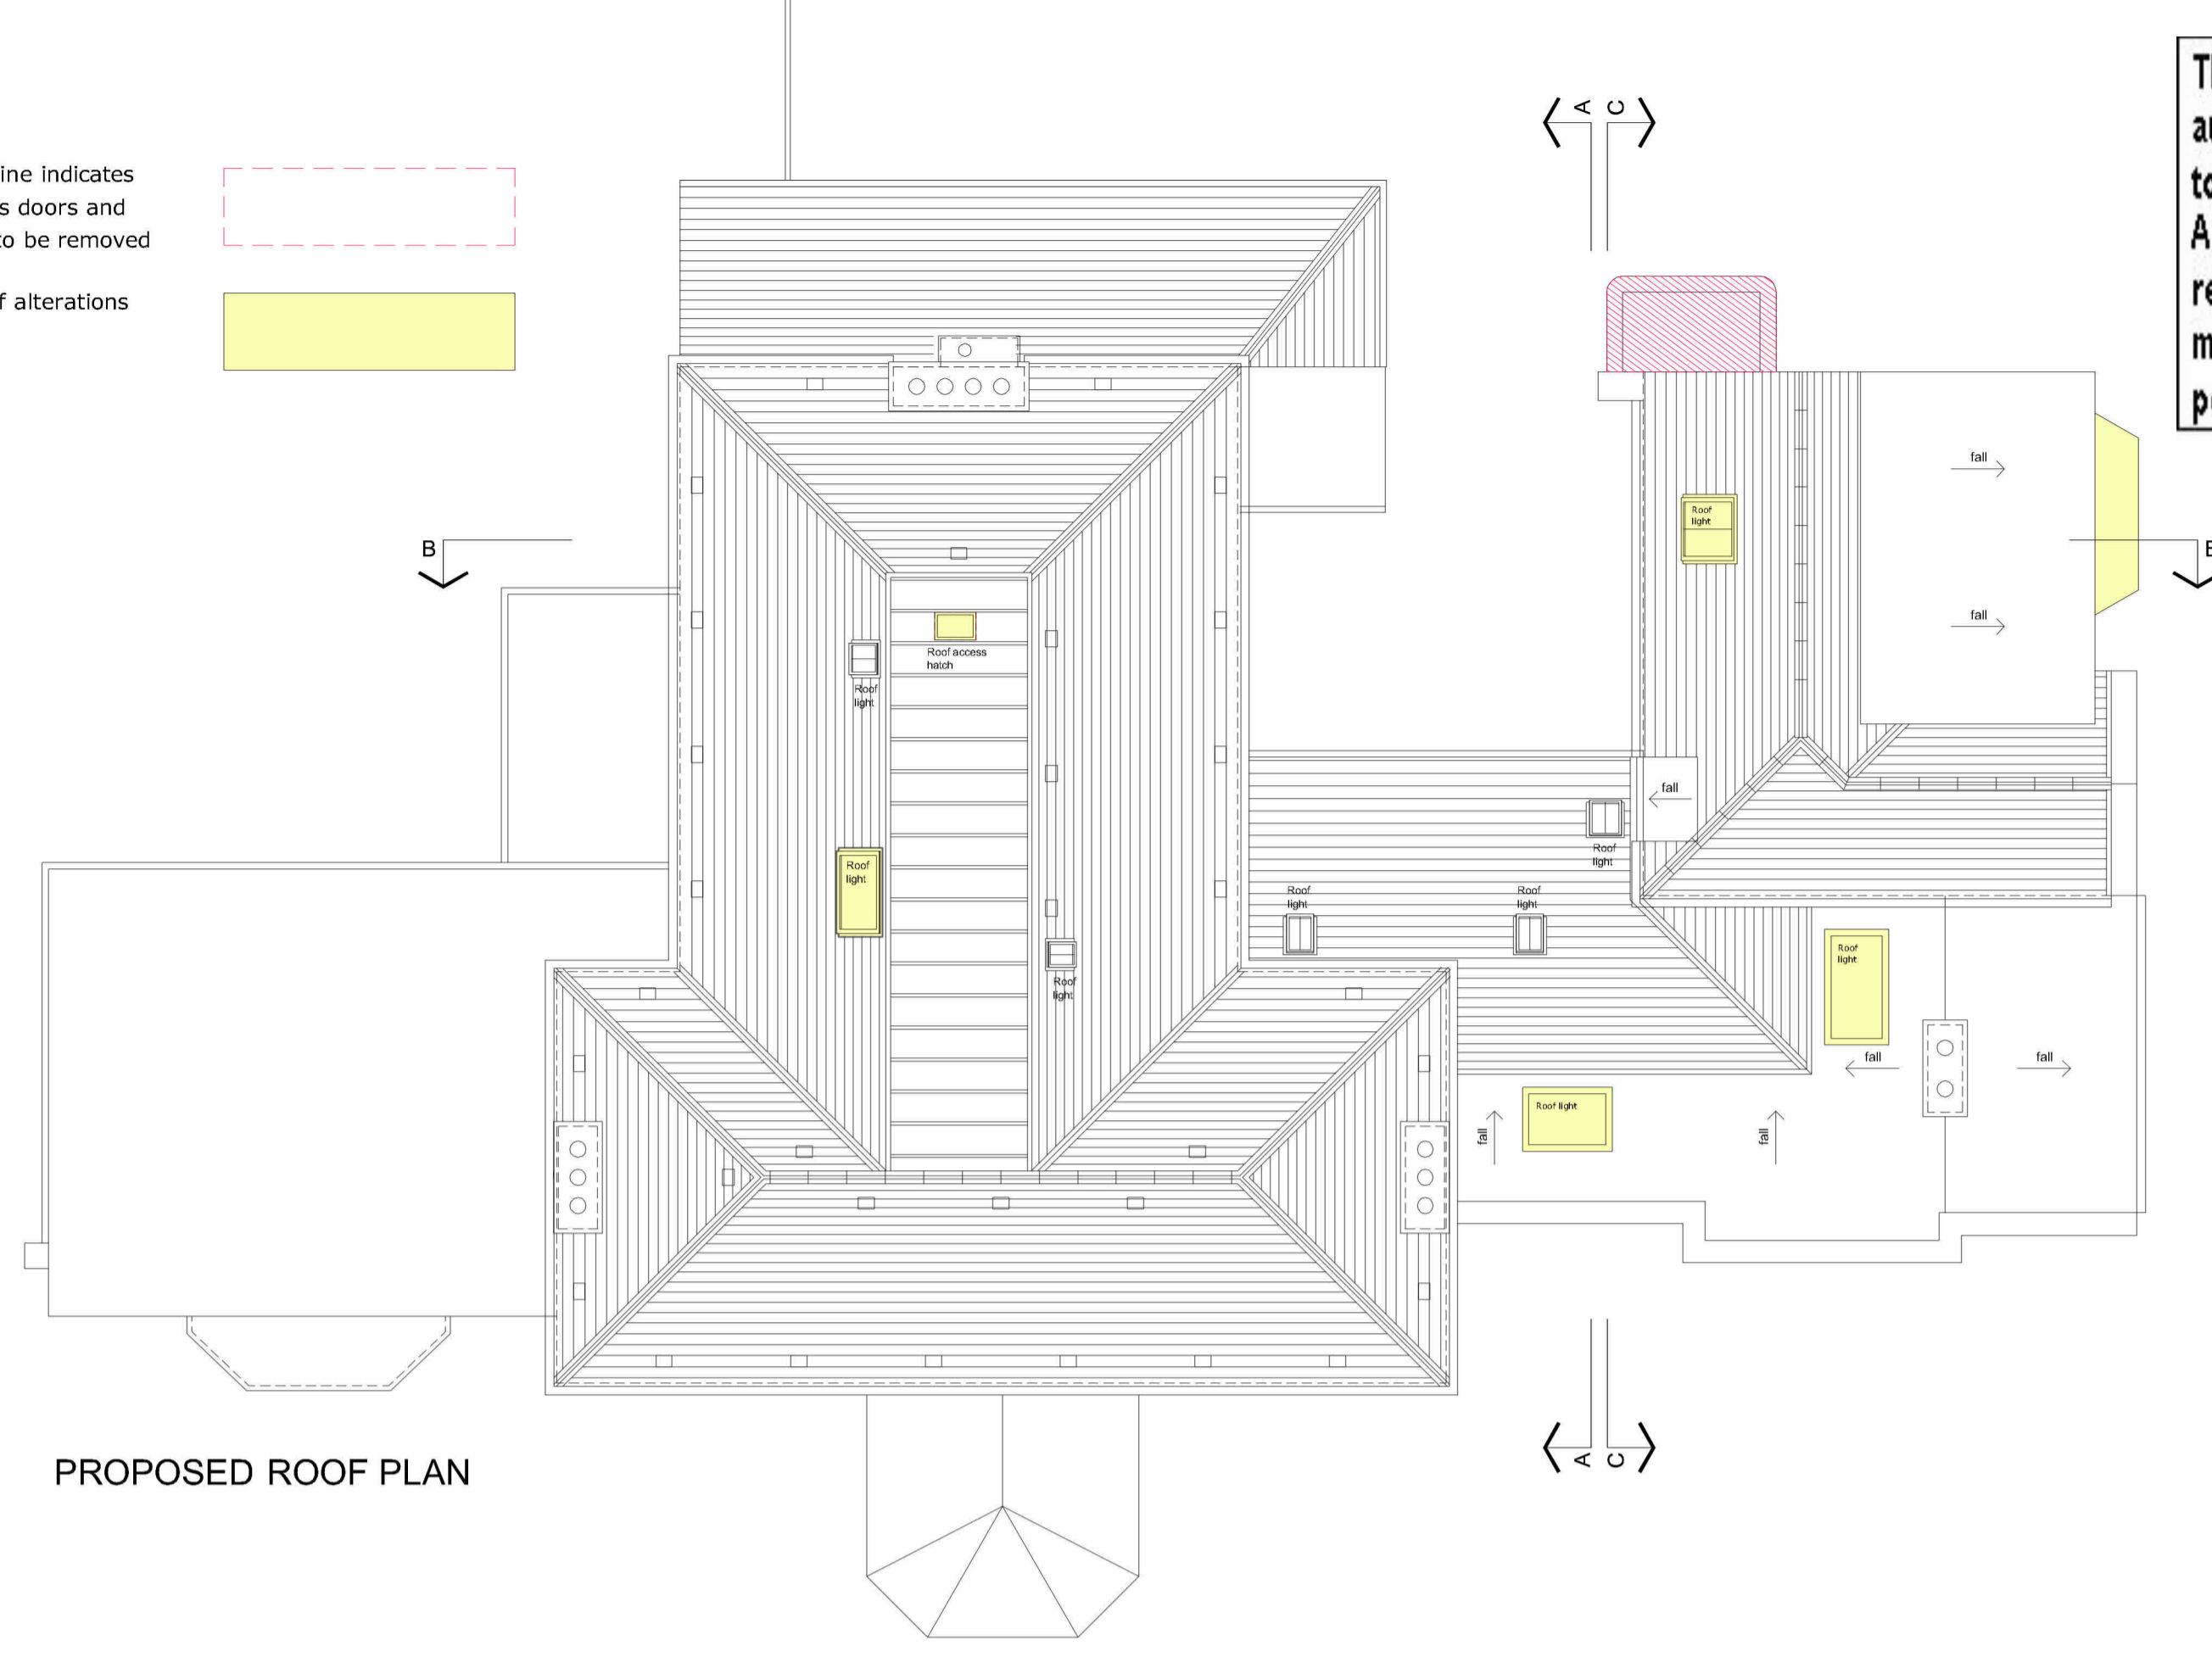 ine indicates
s doors and
to be removed
f alterations
A C
B
fall
Roof
light
fall
Roof access
hatch
Roof
light
fall
Roof
light
Roof
light
Roof
light
Roof
light
Roof
light
Roof
light
fall
fall
Roof light
fall
fall
A C
PROPOSED ROOF PLAN